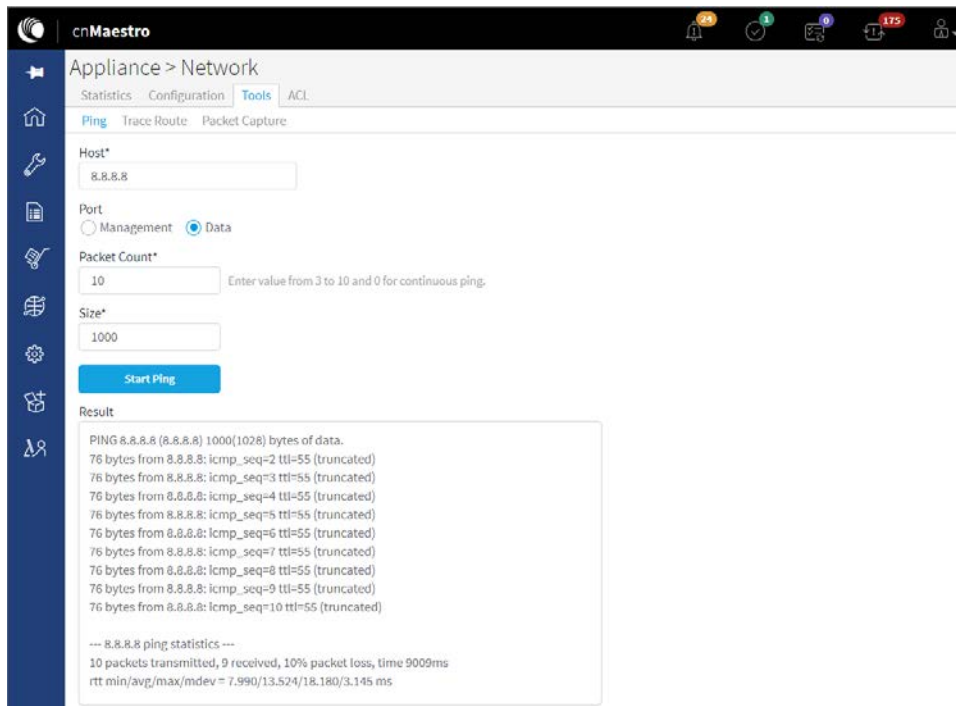 cnMaestro
24
1
0
175
Appliance > Network
Statistics Configuration Tools ACL
Ping Trace Route Packet Capture
Host*
8.8.8.8
Port
Management Data
Packet Count*
10 Enter value from 3 to 10 and 0 for continuous ping.
Size*
1000
Start Ping
Result
PING 8.8.8.8 (8.8.8.8) 1000(1028) bytes of data.
76 bytes from 8.8.8.8: icmp_seq=2 ttl=55 (truncated)
76 bytes from 8.8.8.8: icmp_seq=3 ttl=55 (truncated)
76 bytes from 8.8.8.8: icmp_seq=4 ttl=55 (truncated)
76 bytes from 8.8.8.8: icmp_seq=5 ttl=55 (truncated)
76 bytes from 8.8.8.8: icmp_seq=6 ttl=55 (truncated)
76 bytes from 8.8.8.8: icmp_seq=7 ttl=55 (truncated)
76 bytes from 8.8.8.8: icmp_seq=8 ttl=55 (truncated)
76 bytes from 8.8.8.8: icmp_seq=9 ttl=55 (truncated)
76 bytes from 8.8.8.8: icmp_seq=10 ttl=55 (truncated)
--- 8.8.8.8 ping statistics ---
10 packets transmitted, 9 received, 10% packet loss, time 9009ms
rtt min/avg/max/mdev = 7.990/13.524/18.180/3.145 ms